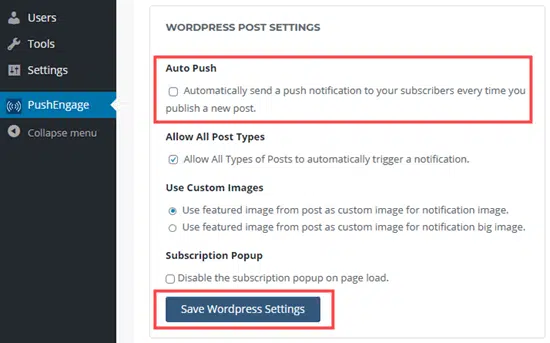 Users
Tools
Settings
PushEngage
Collapse menu
WORDPRESS POST SETTINGS
Auto Push
Automatically send a push notification to your subscribers every time you
publish a new post.
Allow All Post Types
Allow All Types of Posts to automatically trigger a notification.
Use Custom Images
Use featured image from post as custom image for notification image.
Use featured image from post as custom image for notification big image.
Subscription Popup
Disable the subscription popup on page load.
Save Wordpress Settings